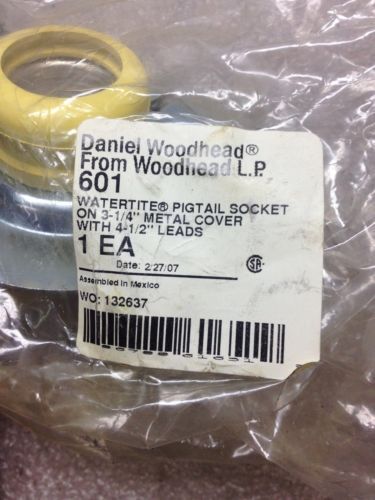 Daniel Woodhead®
From Woodhead L.P.
601
WATERTITE® PIGTAIL SOCKET
ON 3-1/4" METAL COVER
WITH 4-1/2" LEADS
1 EA
Date: 2/27/07
Assembled in Mexico
WO: 132637